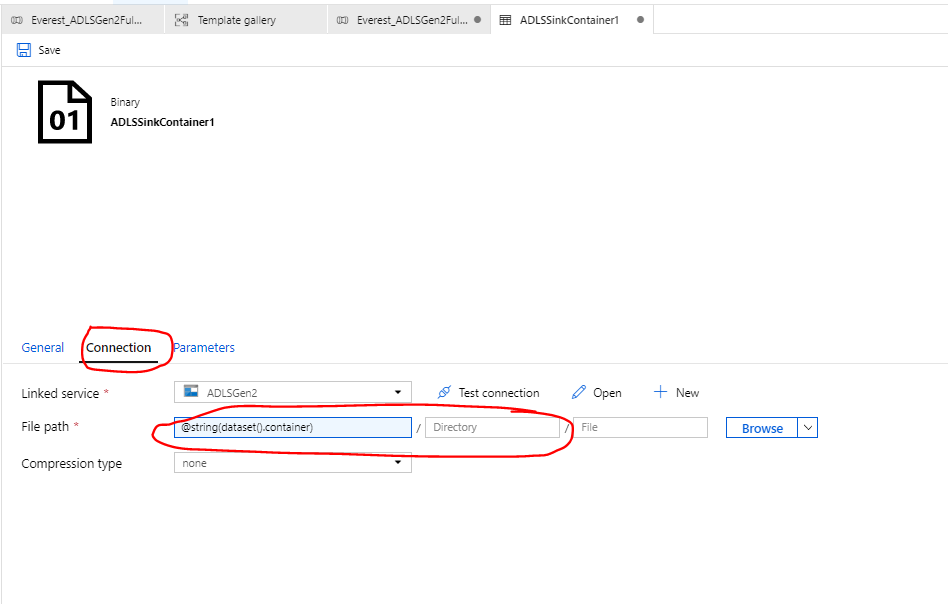 Everest_ADLSGen2Ful... Template gallery Everest_ADLSGen2Ful... ADLSSinkContainer1
Save
01
Binary
ADLSSinkContainer1
General Connection Parameters
Linked service * ADLSGen2 Test connection Open New
File path * @string(dataset().container) / Directory / File Browse
Compression type none